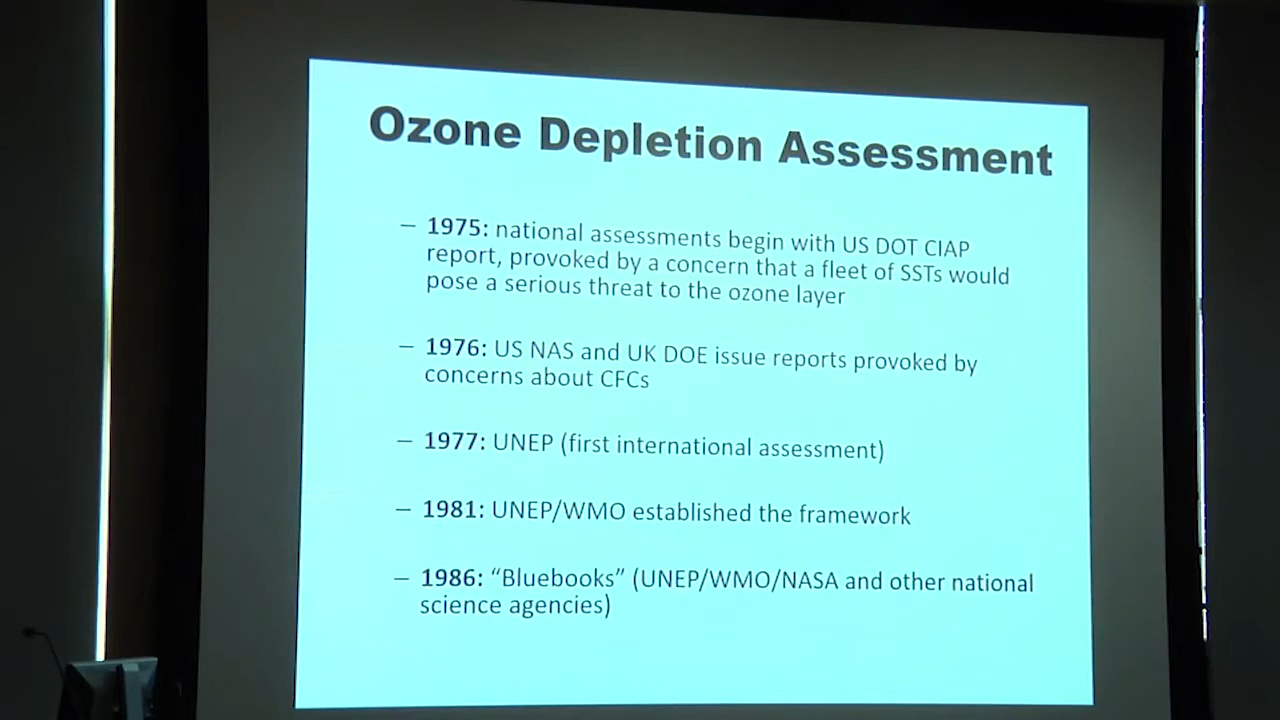 Ozone Depletion Assessment
– 1975: national assessments begin with US DOT CIAP
report, provoked by a concern that a fleet of SSTs would
pose a serious threat to the ozone layer
– 1976: US NAS and UK DOE issue reports provoked by
concerns about CFCs
– 1977: UNEP (first international assessment)
– 1981: UNEP/WMO established the framework
– 1986: “Bluebooks” (UNEP/WMO/NASA and other national
science agencies)